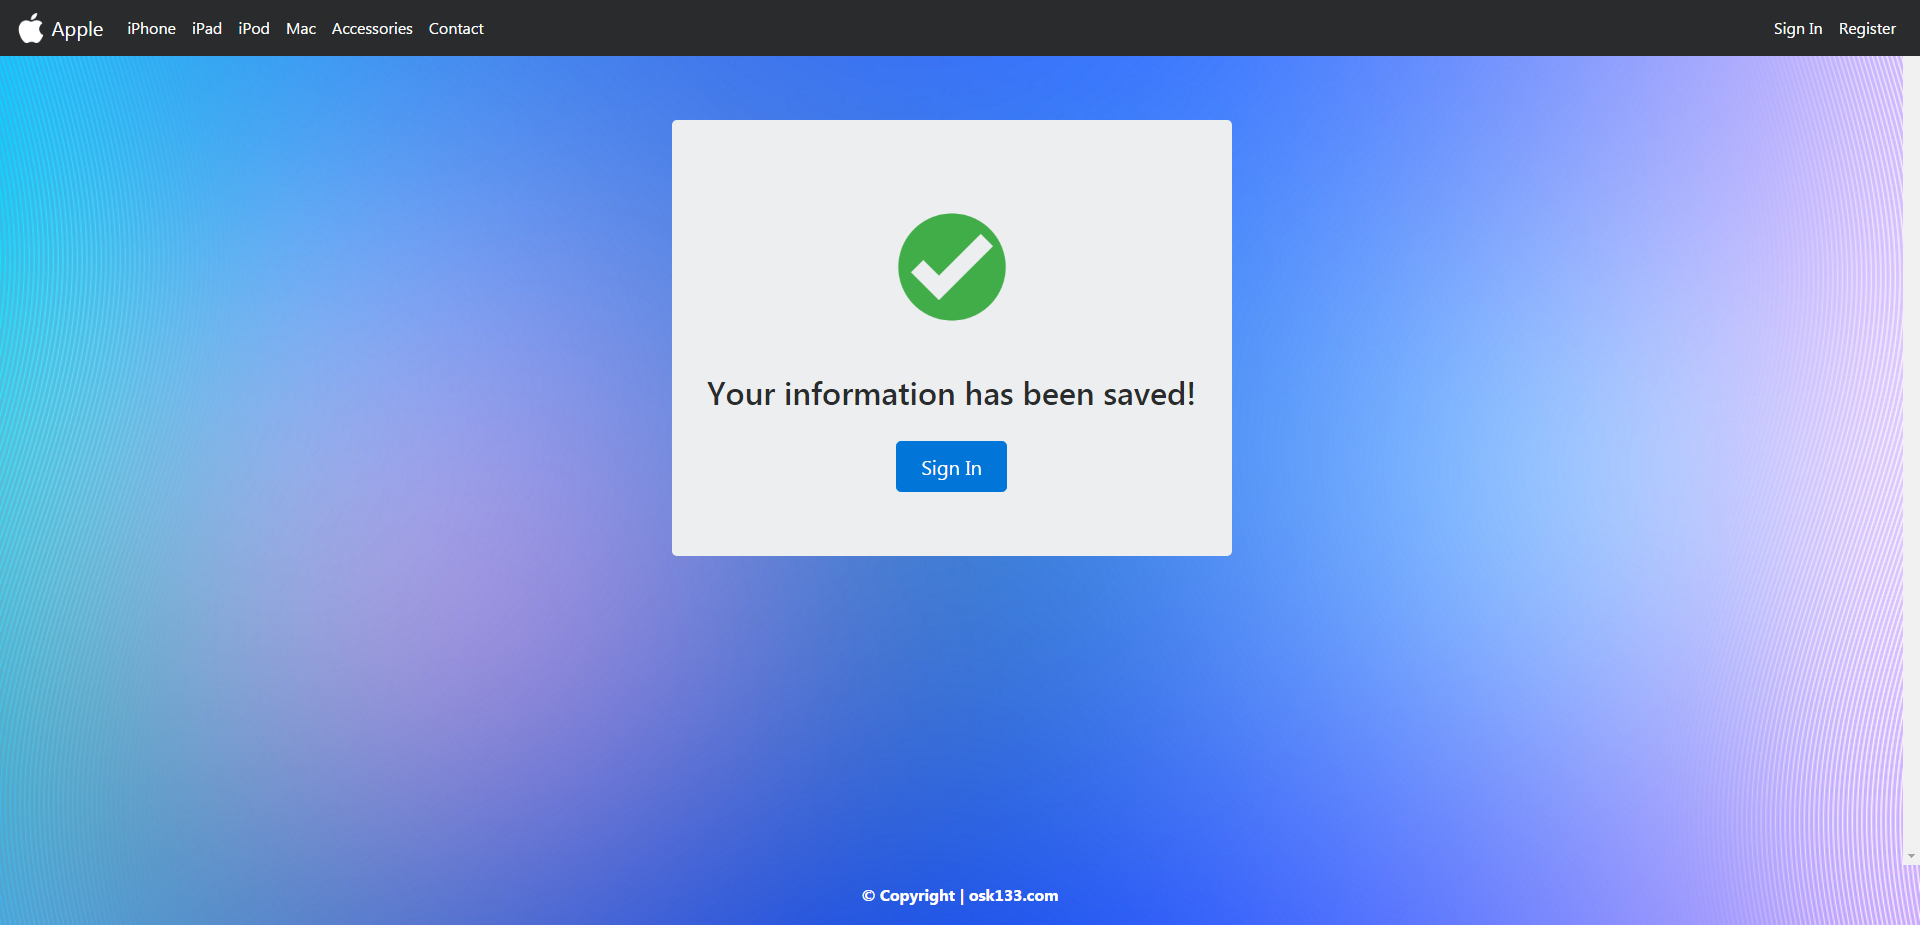 Apple iPhone iPad iPod Mac Accessories Contact Sign In Register
Your information has been saved!
Sign In
© Copyright | osk133.com